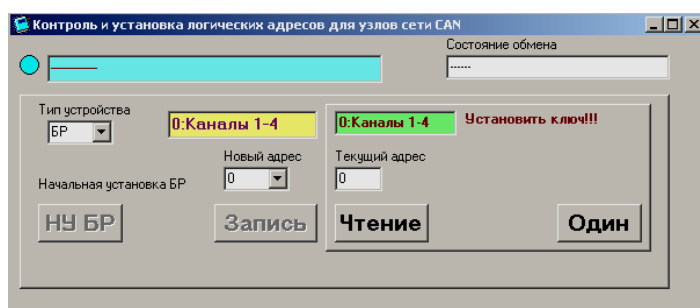 Контроль и установка логических адресов для узлов сети CAN
Состояние обмена
--------
------
Тип устройства
БР
0:Каналы 1-4
0:Каналы 1-4
Установить ключ!!!
Новый адрес
Текущий адрес
0
0
Начальная установка БР
НУ БР
Запись
Чтение
Один